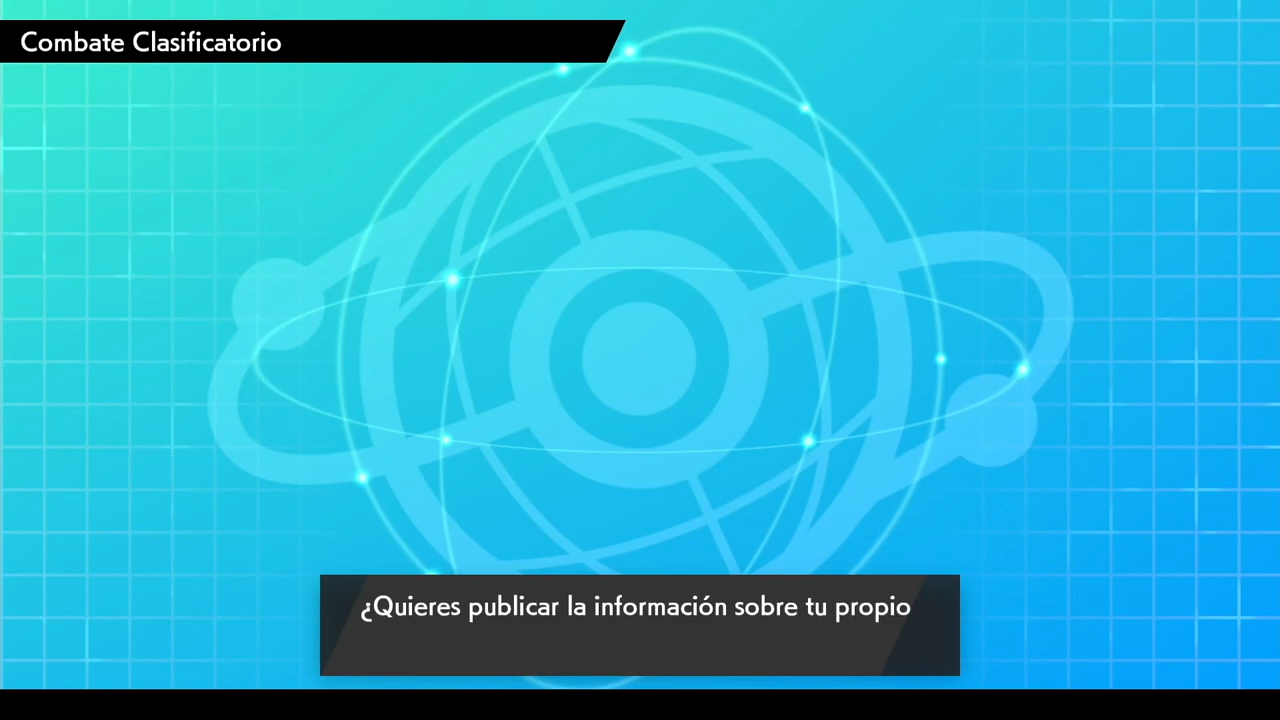 Combate Clasificatorio
¿Quieres publicar la información sobre tu propio